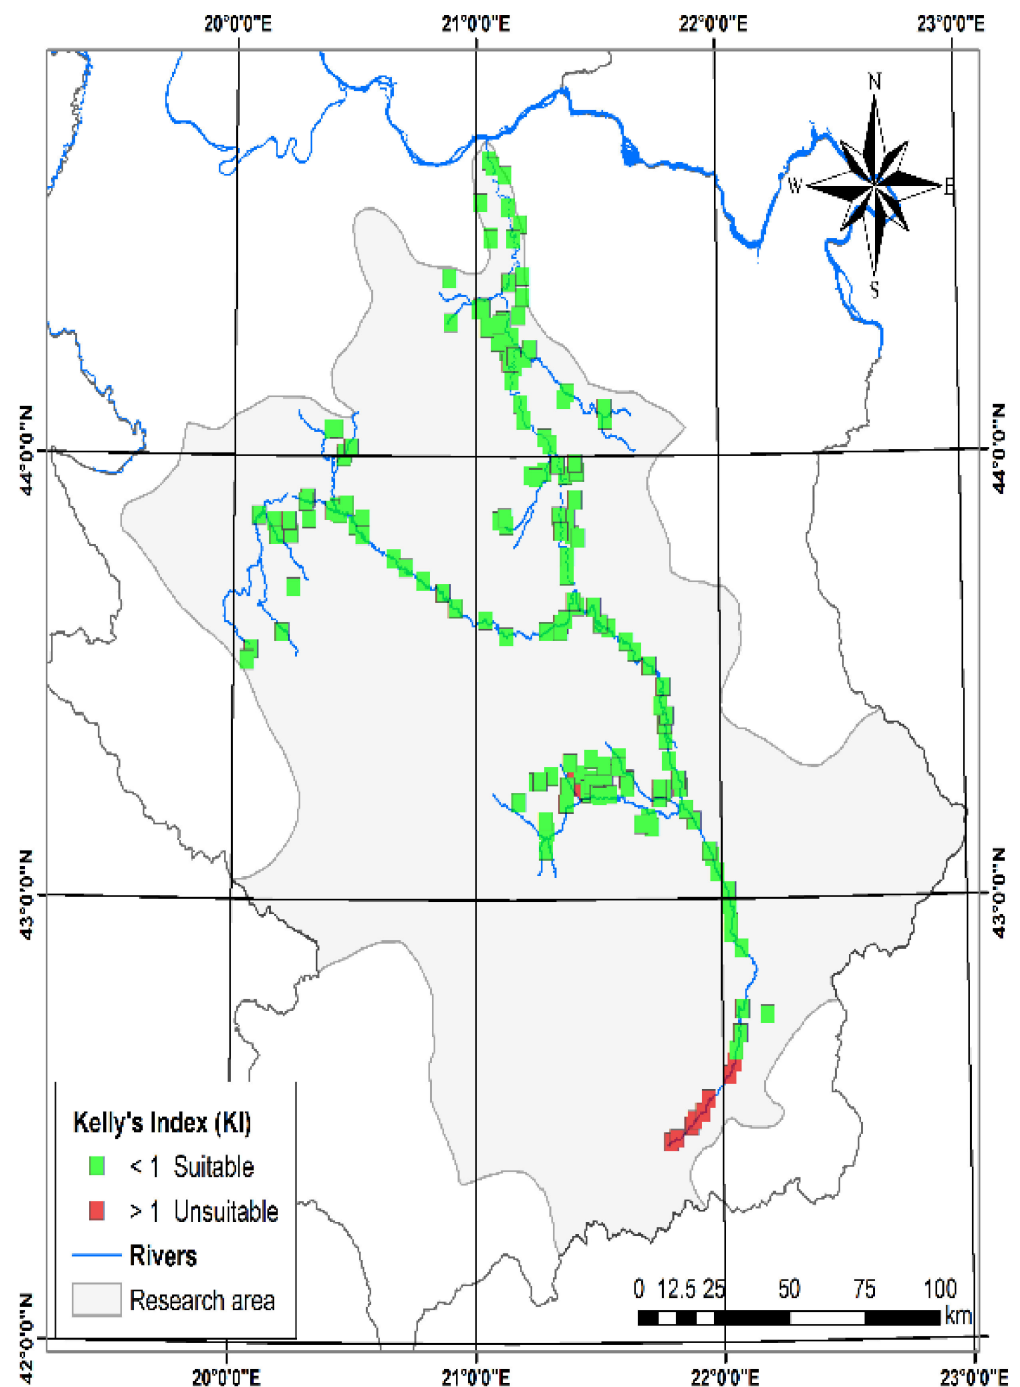 20°0'0"E 21°0'0"E 22°0'0"E 23°0'0"E
N
W E
S
44°0'0"N 44°0'0"N
43°0'0"N 43°0'0"N
Kelly's Index (KI)
< 1 Suitable
> 1 Unsuitable
Rivers
Research area
0 12.5 25 50 75 100
km
42°0'0"N
20°0'0"E 21°0'0"E 22°0'0"E 23°0'0"E